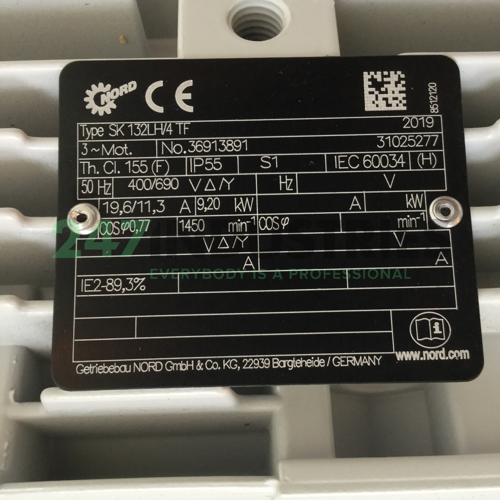 NORD CE
8512120
Type SK 132LH/4 TF 2019
3~Mot. No. 36913891 31025277
Th. Cl. 155 (F) IP55 S1 IEC 60034 (H)
50 Hz 400/690 V Δ/Y Hz V
19,6/11,3 A 9,20 kW A kW
cosφ 0,77 1450 min⁻¹ cosφ min⁻¹
V Δ/Y V
A A
247
EVERYBODY IS A PROFESSIONAL
IE2-89,3%
www.nord.com
Getriebebau NORD GmbH & Co. KG, 22939 Bargteheide / GERMANY